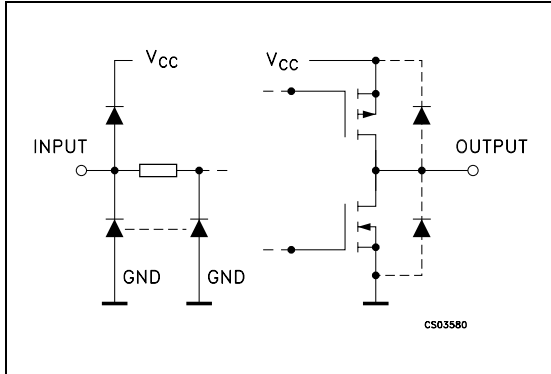 VCC
VCC
INPUT
OUTPUT
GND
GND
CS03580